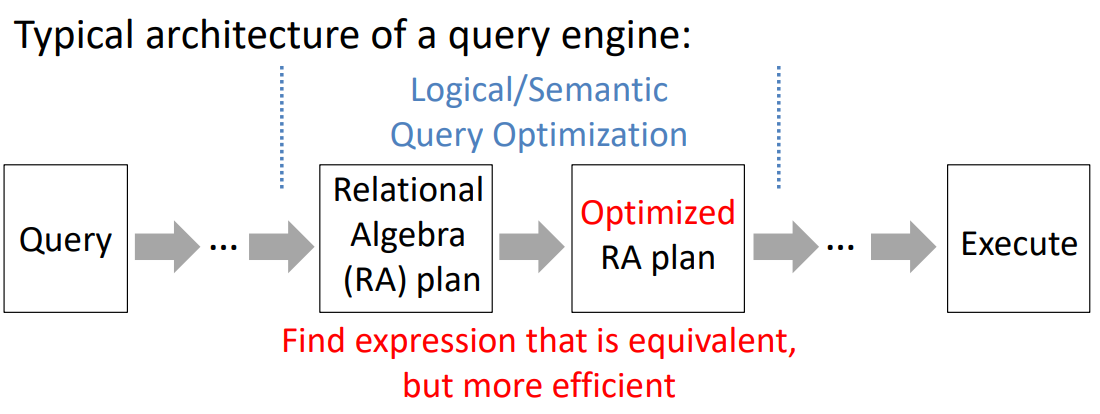 Typical architecture of a query engine:
Logical/Semantic
Query Optimization
Query
...
Relational
Algebra
(RA) plan
Optimized
RA plan
...
Execute
Find expression that is equivalent,
but more efficient